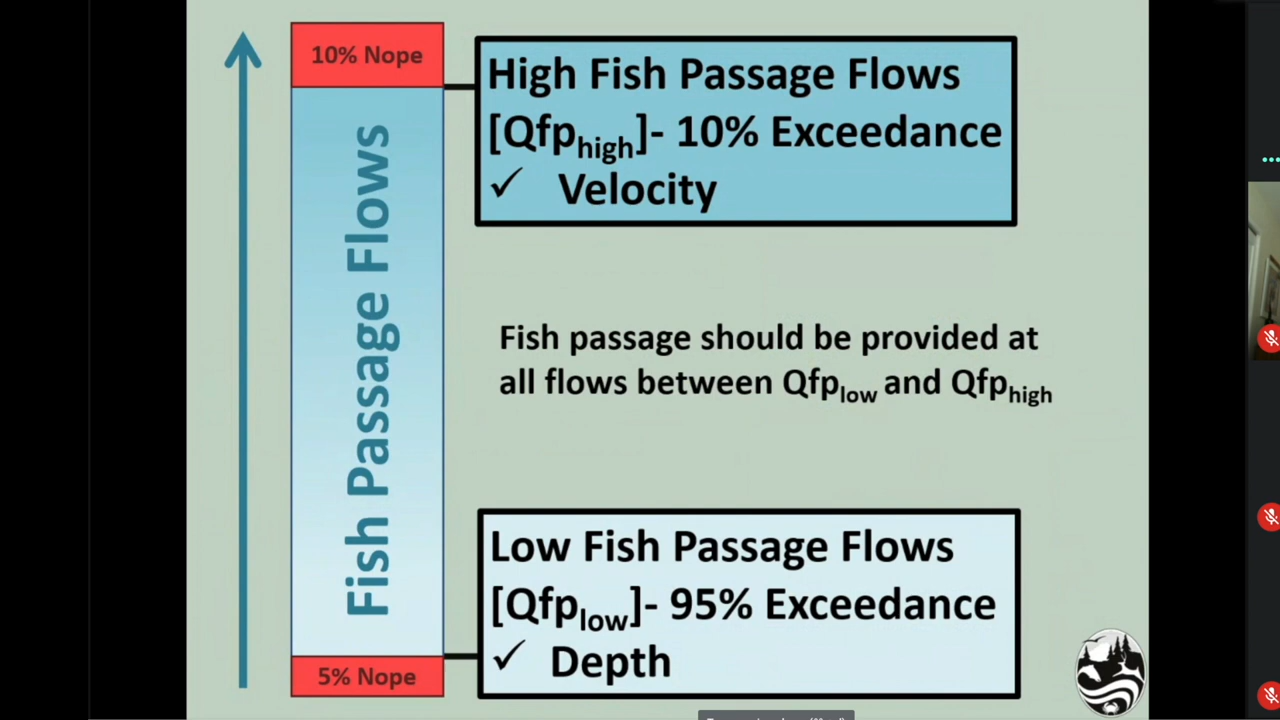 10% Nope
Fish Passage Flows
5% Nope
High Fish Passage Flows
[Qfphigh]- 10% Exceedance
✓ Velocity
Fish passage should be provided at
all flows between Qfplow and Qfphigh
Low Fish Passage Flows
[Qfplow]- 95% Exceedance
✓ Depth